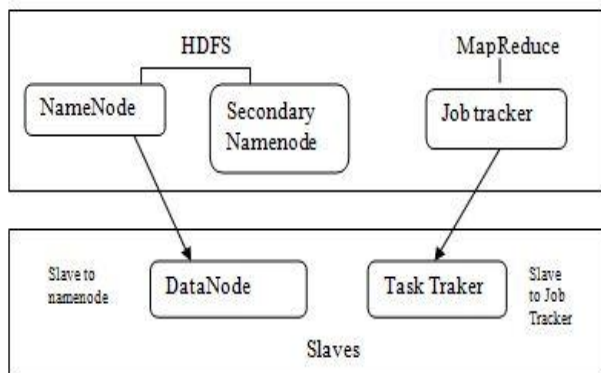 HDFS
MapReduce
NameNode
Secondary
Namenode
Job tracker
Slave to
namenode
DataNode
Task Traker
Slave
to Job
Tracker
Slaves